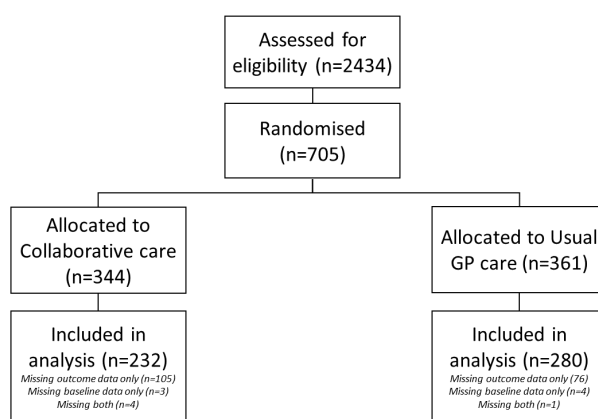 Assessed for
eligibility (n=2434)
Randomised
(n=705)
Allocated to
Collaborative care
(n=344)
Allocated to Usual
GP care (n=361)
Included in
analysis (n=232)
Missing outcome data only (n=105)
Missing baseline data only (n=3)
Missing both (n=4)
Included in
analysis (n=280)
Missing outcome data only (76)
Missing baseline data only (n=4)
Missing both (n=1)